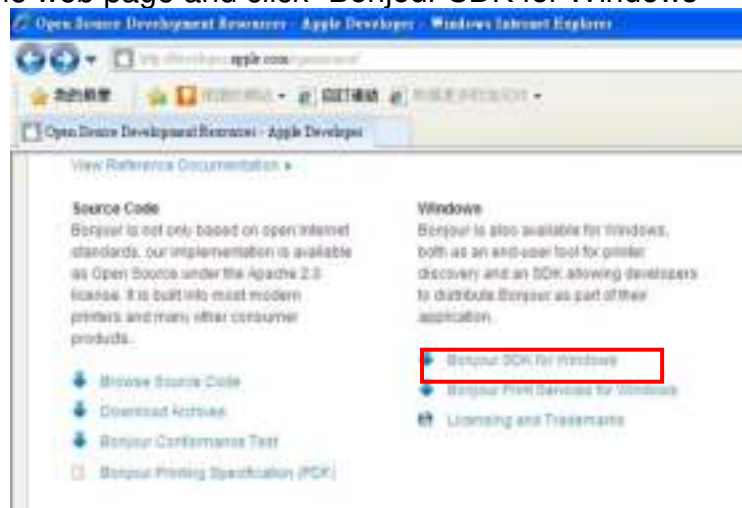 ne web page and click "Bonjour SDK for Windows"
Open Source Development Resources - Apple Developer - Windows Internet Explorer
apple.com
Open Source Development Resources - Apple Developer
View Reference Documentation
Source Code
Bonjour is not only based on open Internet
standards, our implementation is available
as Open Source under the Apache 2.0
license. It is built into most modern
printers and many other consumer
products.
Browse Source Code
Download Archives
Bonjour Conformance Test
Bonjour Printing Specification (PDF)
Windows
Bonjour is also available for Windows,
both as an end-user tool for printer
discovery and an SDK allowing developers
to distribute Bonjour as part of their
application.
Bonjour SDK for Windows
Bonjour Print Services for Windows
Licensing and Trademarks